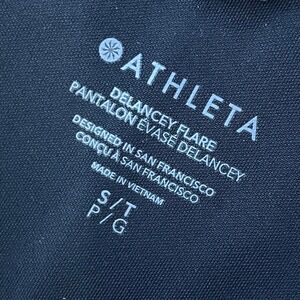 ATHLETA
DELANCEY FLARE
PANTALON ÉVASÉ DELANCEY
DESIGNED IN SAN FRANCISCO
CONÇU À SAN FRANCISCO
MADE IN VIETNAM
S/T
P/G